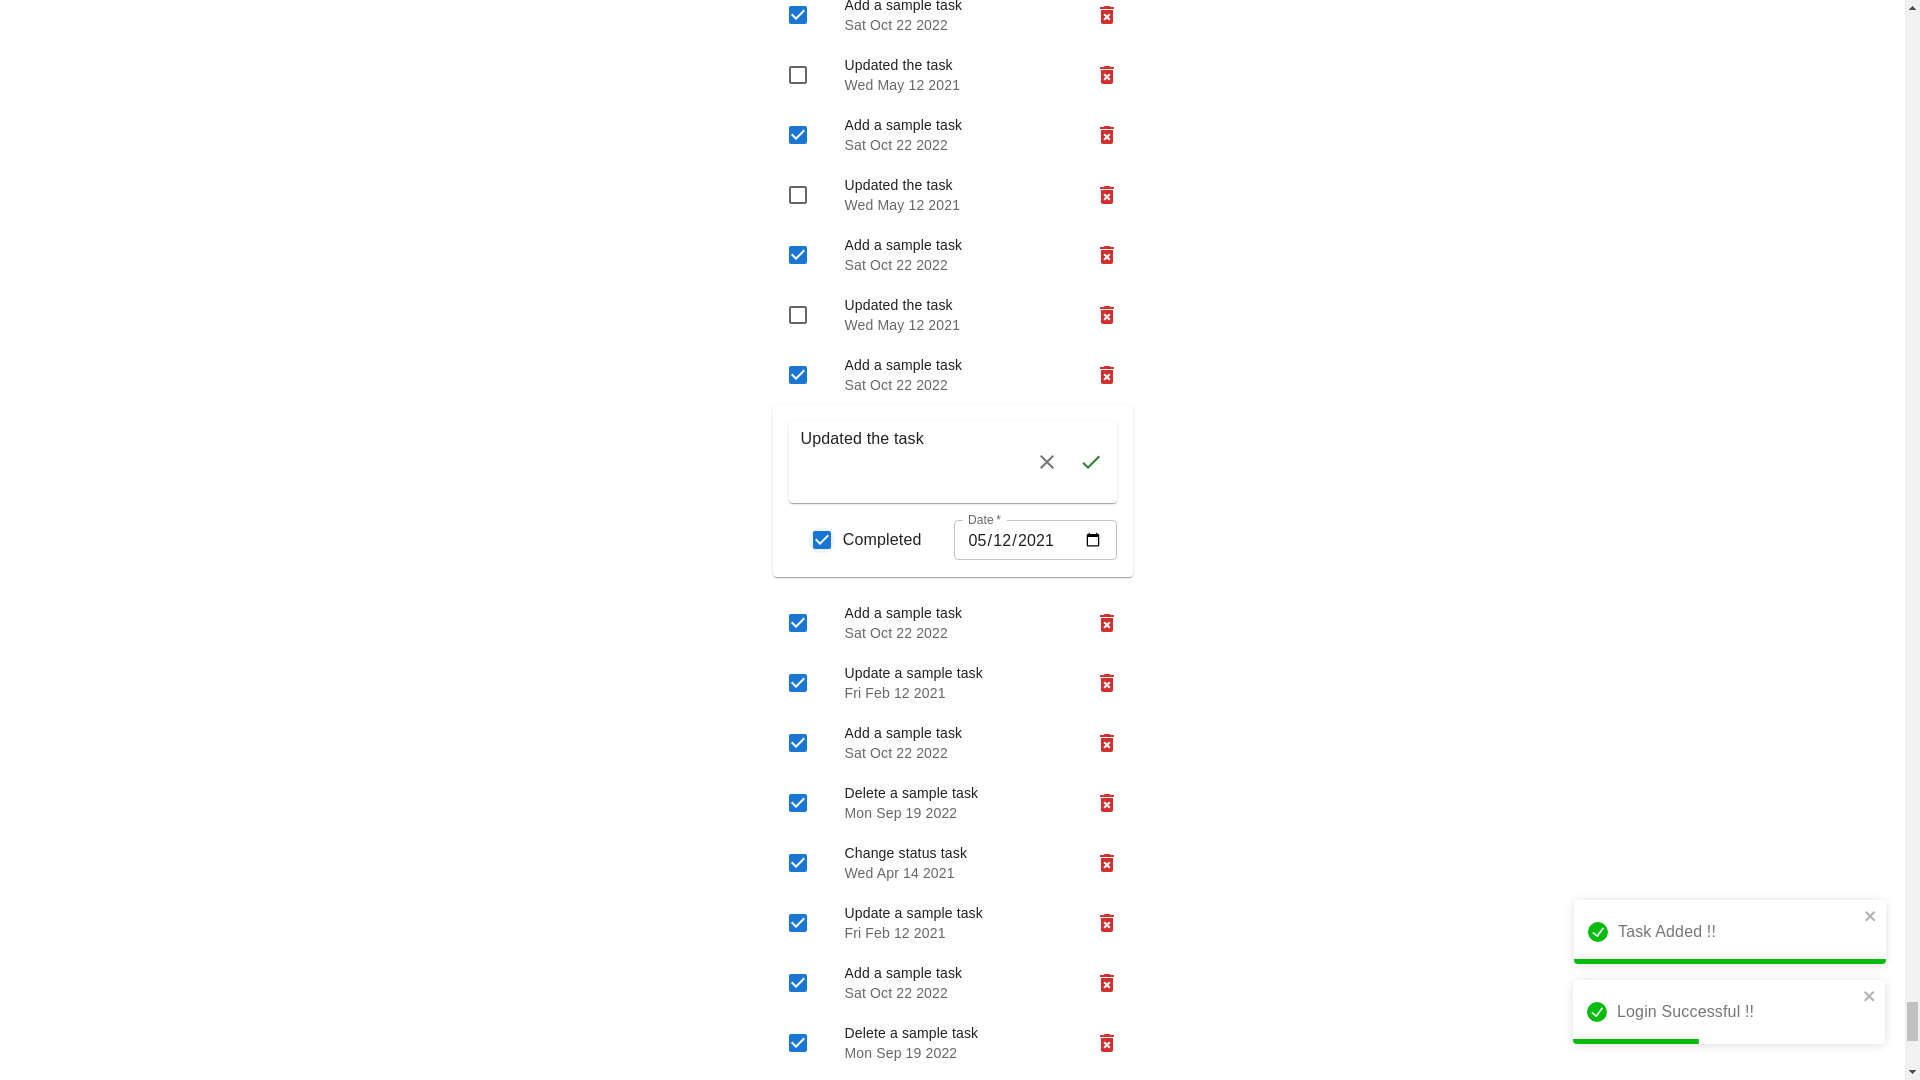 Add a sample task
Sat Oct 22 2022
Updated the task
Wed May 12 2021
Add a sample task
Sat Oct 22 2022
Updated the task
Wed May 12 2021
Add a sample task
Sat Oct 22 2022
Updated the task
Wed May 12 2021
Add a sample task
Sat Oct 22 2022
Updated the task
Completed
Date *
05/12/2021
Add a sample task
Sat Oct 22 2022
Update a sample task
Fri Feb 12 2021
Add a sample task
Sat Oct 22 2022
Delete a sample task
Mon Sep 19 2022
Change status task
Wed Apr 14 2021
Update a sample task
Fri Feb 12 2021
Add a sample task
Sat Oct 22 2022
Delete a sample task
Mon Sep 19 2022
Task Added !!
Login Successful !!